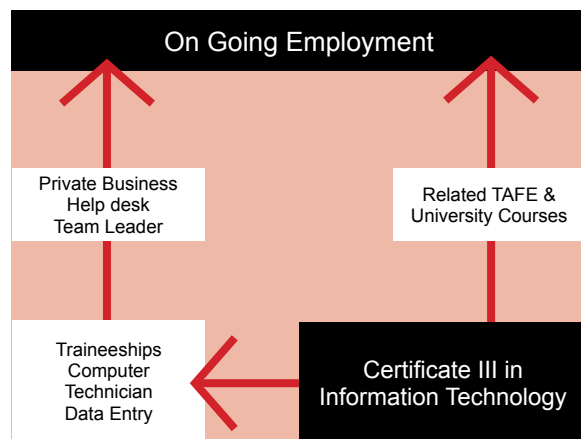 On Going Employment
Private Business
Help desk
Team Leader
Related TAFE &
University Courses
Traineeships
Computer
Technician
Data Entry
Certificate III in
Information Technology